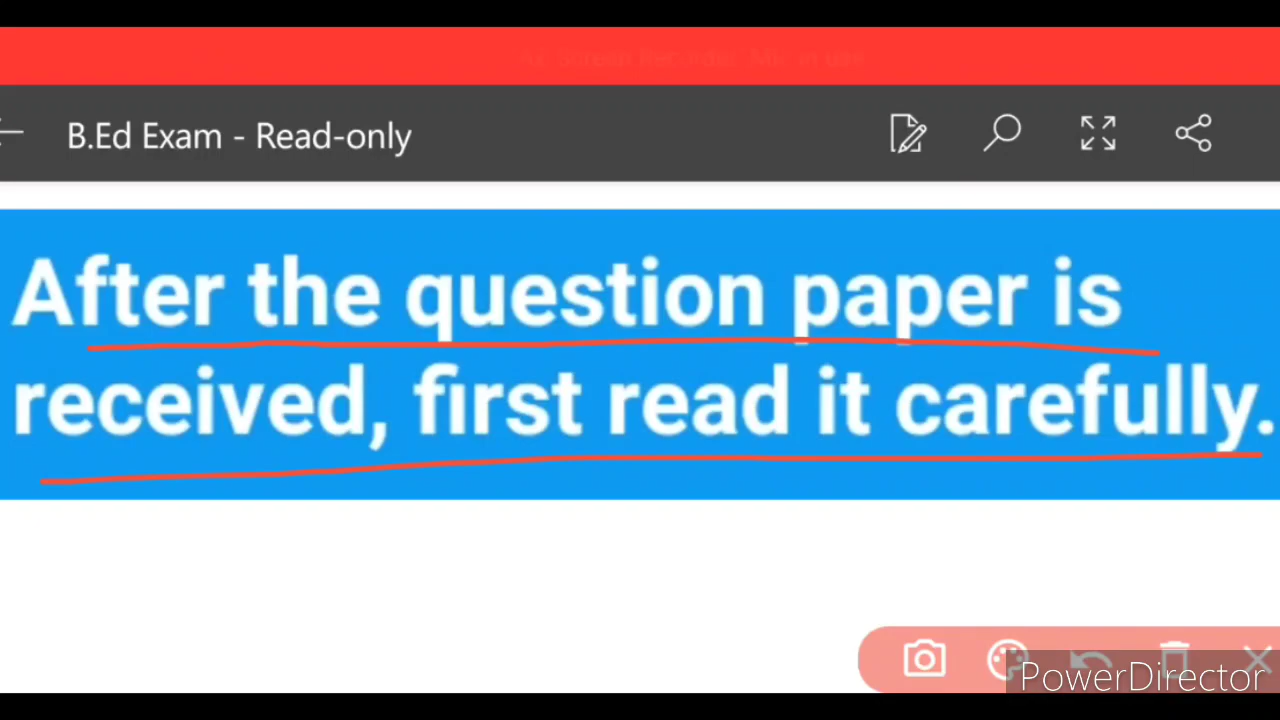 B.Ed Exam - Read-only
After the question paper is
received, first read it carefully.
PowerDirector